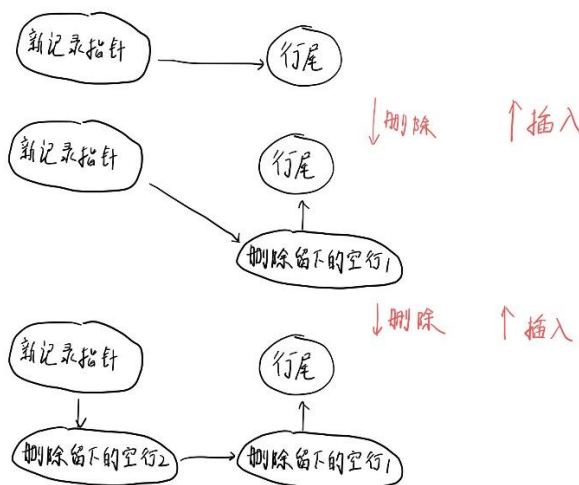 新记录指针
行尾
↓删除
↑插入
新记录指针
行尾
删除留下的空行1
↓删除
↑插入
新记录指针
行尾
删除留下的空行2
删除留下的空行1